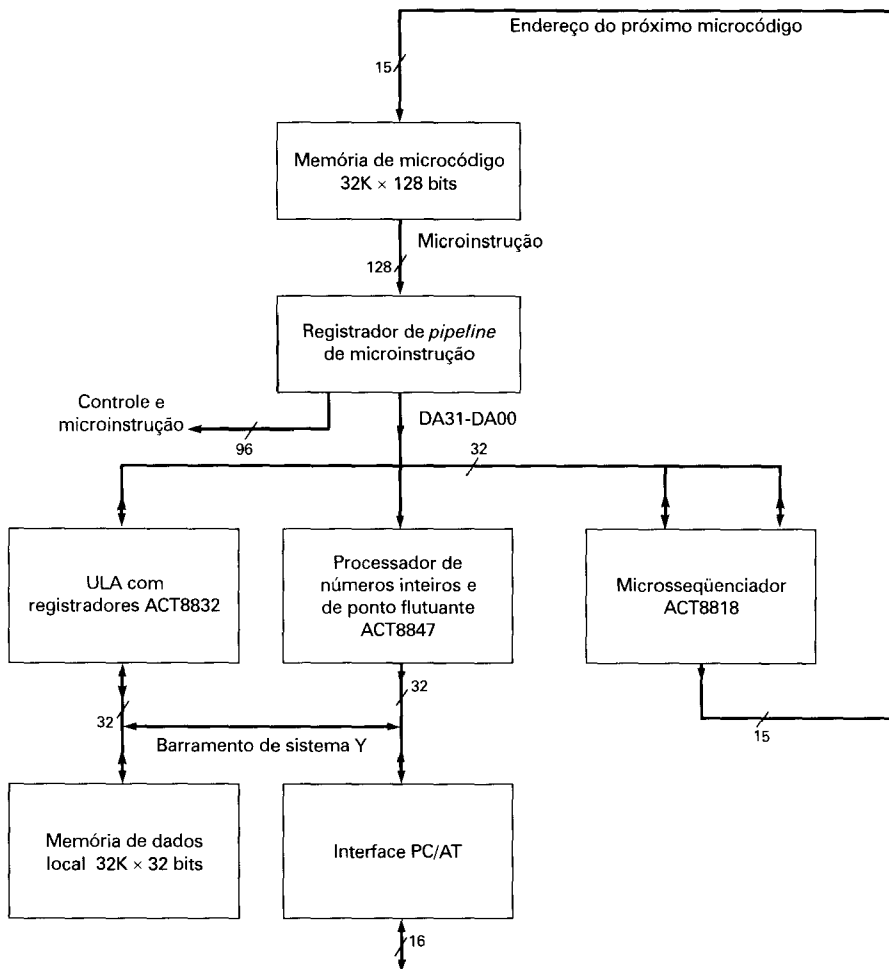 Endereço do próximo microcódigo
15
Memória de microcódigo
32K × 128 bits
Microinstrução
128
Registrador de pipeline
de microinstrução
Controle e
microinstrução
96
DA31-DA00
32
ULA com
registradores ACT8832
Processador de
números inteiros e
de ponto flutuante
ACT8847
Microsseqüenciador
ACT8818
32
32
Barramento de sistema Y
15
Memória de dados
local 32K × 32 bits
Interface PC/AT
16